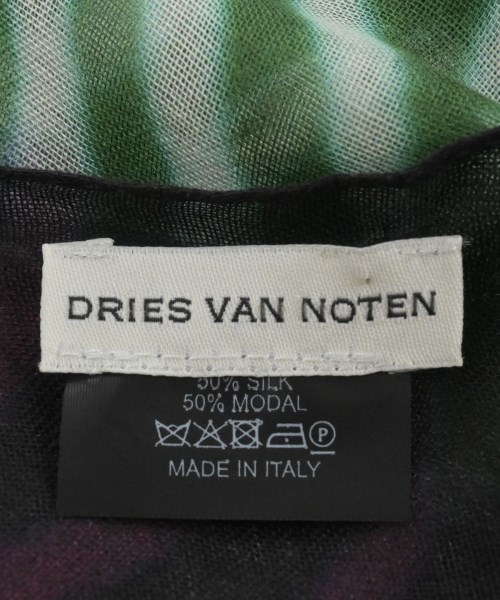 DRIES VAN NOTEN
50% SILK
50% MODAL
P
MADE IN ITALY